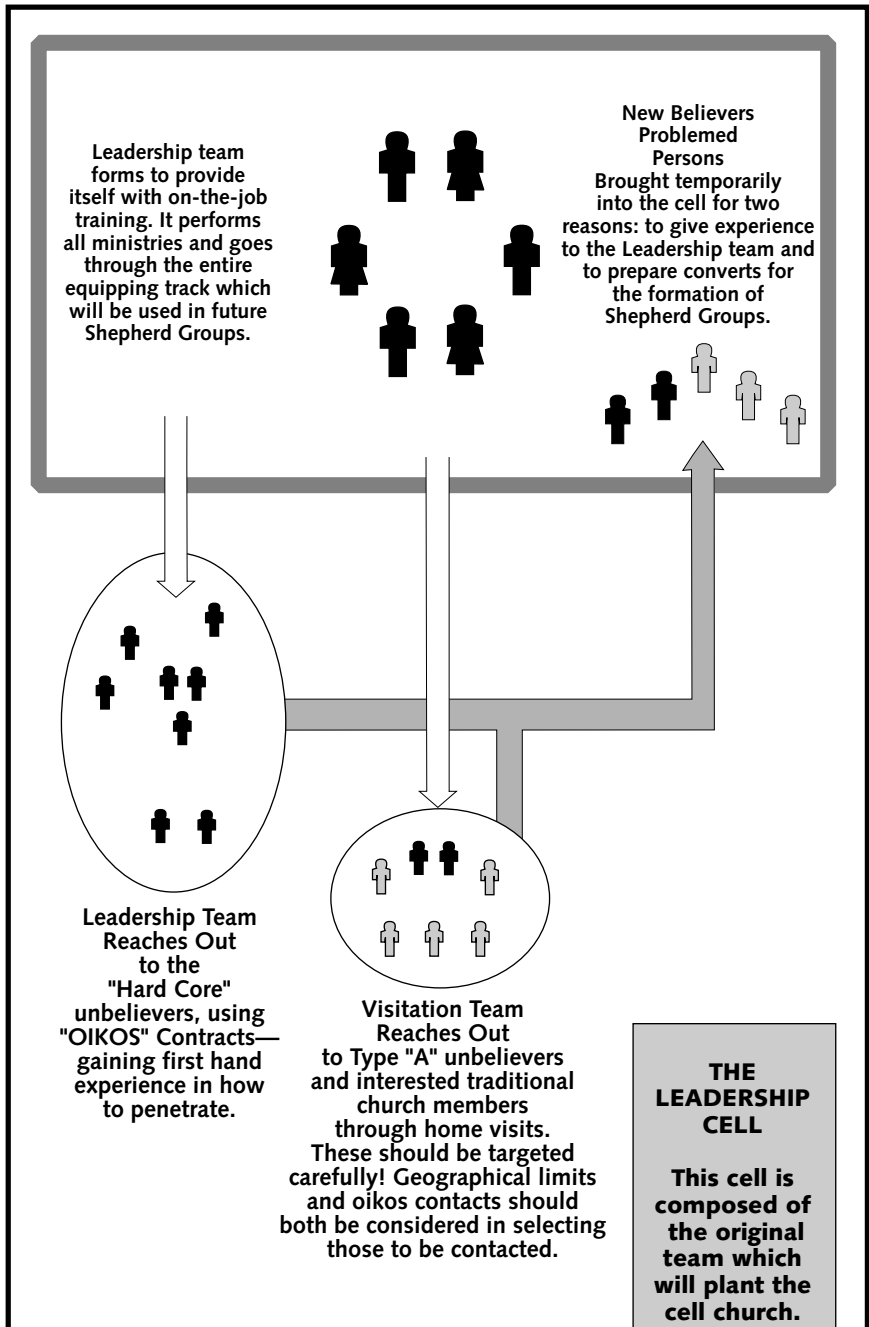 Leadership team
forms to provide
itself with on-the-job
training. It performs
all ministries and goes
through the entire
equipping track which
will be used in future
Shepherd Groups.
New Believers
Problemed
Persons
Brought temporarily
into the cell for two
reasons: to give experience
to the Leadership team and
to prepare converts for
the formation of
Shepherd Groups.
Leadership Team
Reaches Out
to the
"Hard Core"
unbelievers, using
"OIKOS" Contracts—
gaining first hand
experience in how
to penetrate.
Visitation Team
Reaches Out
to Type "A" unbelievers
and interested traditional
church members
through home visits.
These should be targeted
carefully! Geographical limits
and oikos contacts should
both be considered in selecting
those to be contacted.
THE
LEADERSHIP
CELL
This cell is
composed of
the original
team which
will plant the
cell church.